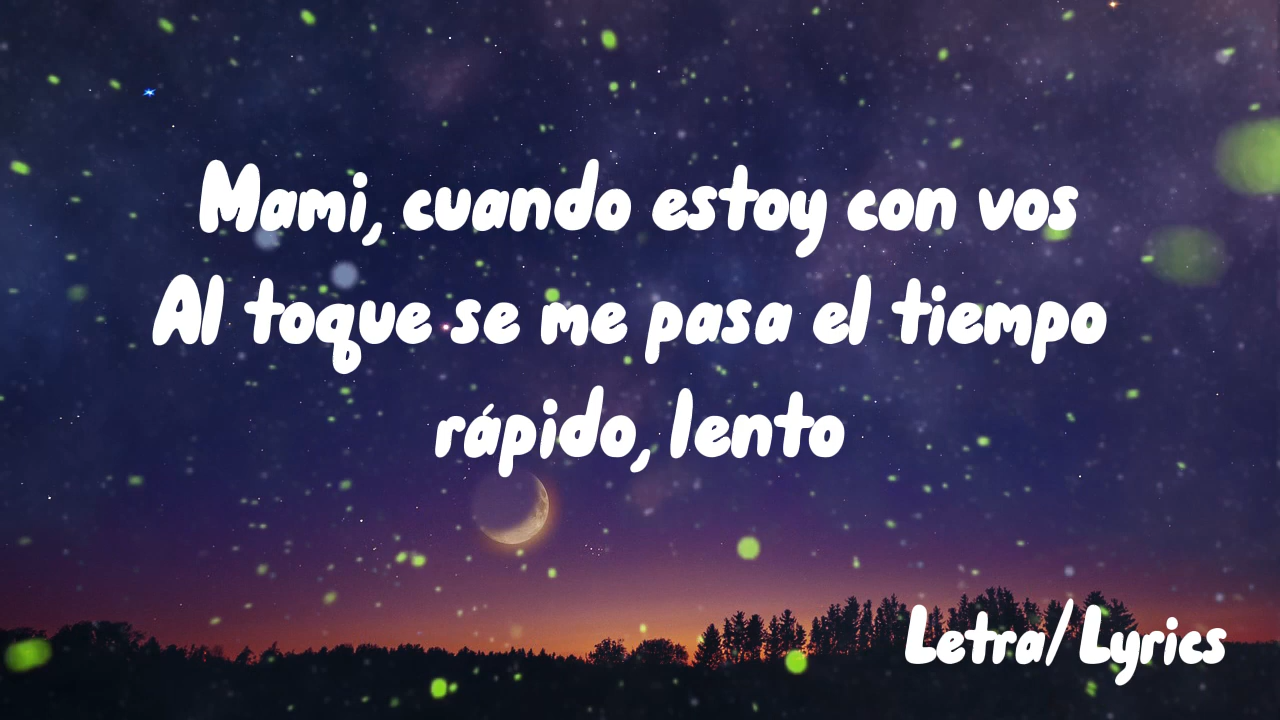 Mami, cuando estoy con vos
Al toque se me pasa el tiempo
rápido, lento
Letra/Lyrics